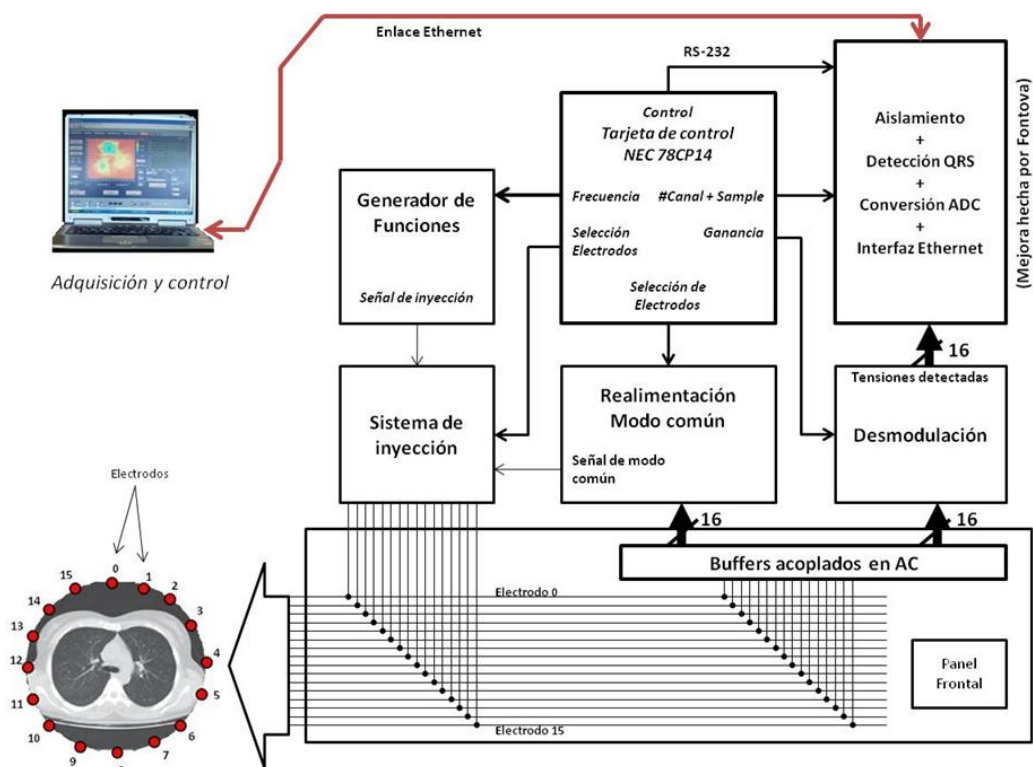 Enlace Ethernet
RS-232
Adquisición y control
Generador de
Funciones
Señal de inyección
Control
Tarjeta de control
NEC 78CP14
Frecuencia
#Canal + Sample
Selección
Electrodos
Ganancia
Selección de
Electrodos
Aislamiento
+
Detección QRS
+
Conversión ADC
+
Interfaz Ethernet
(Mejora hecha por Fontova)
16
Sistema de
inyección
Realimentación
Modo común
Señal de modo
común
Tensiones detectadas
Desmodulación
16
16
Buffers acoplados en AC
Electrodo 0
Electrodo 15
Panel
Frontal
Electrodos
0
1
2
3
4
5
6
7
9
10
11
12
13
14
15